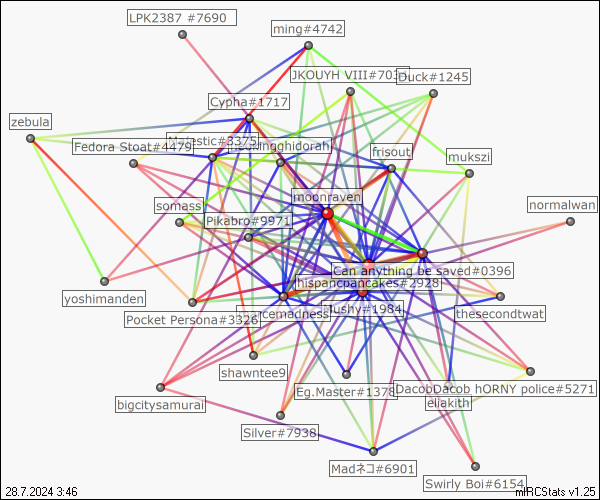 LPK2387 #7690
ming#4742
JKOUYH VIII#703
Duck#1245
Cypha#1717
zebula
Majestic#3375
ghidorah
Fedora Stoat#4479
frisout
mukszi
moonraven
somass
normalwan
Pikabro#9971
Can anything be saved#0396
hispancpancakes#2928
yoshimanden
Pocket Persona#3326
icemadness
Jushy#1984
thesecondtwat
shawntee9
Eg.Master#1378
DacobDacob hORNY police#5271
eliakith
bigcitysamurai
Silver#7938
Madネコ#6901
Swirly Boi#6154
28.7.2024 3:46
mIRCStats v1.25